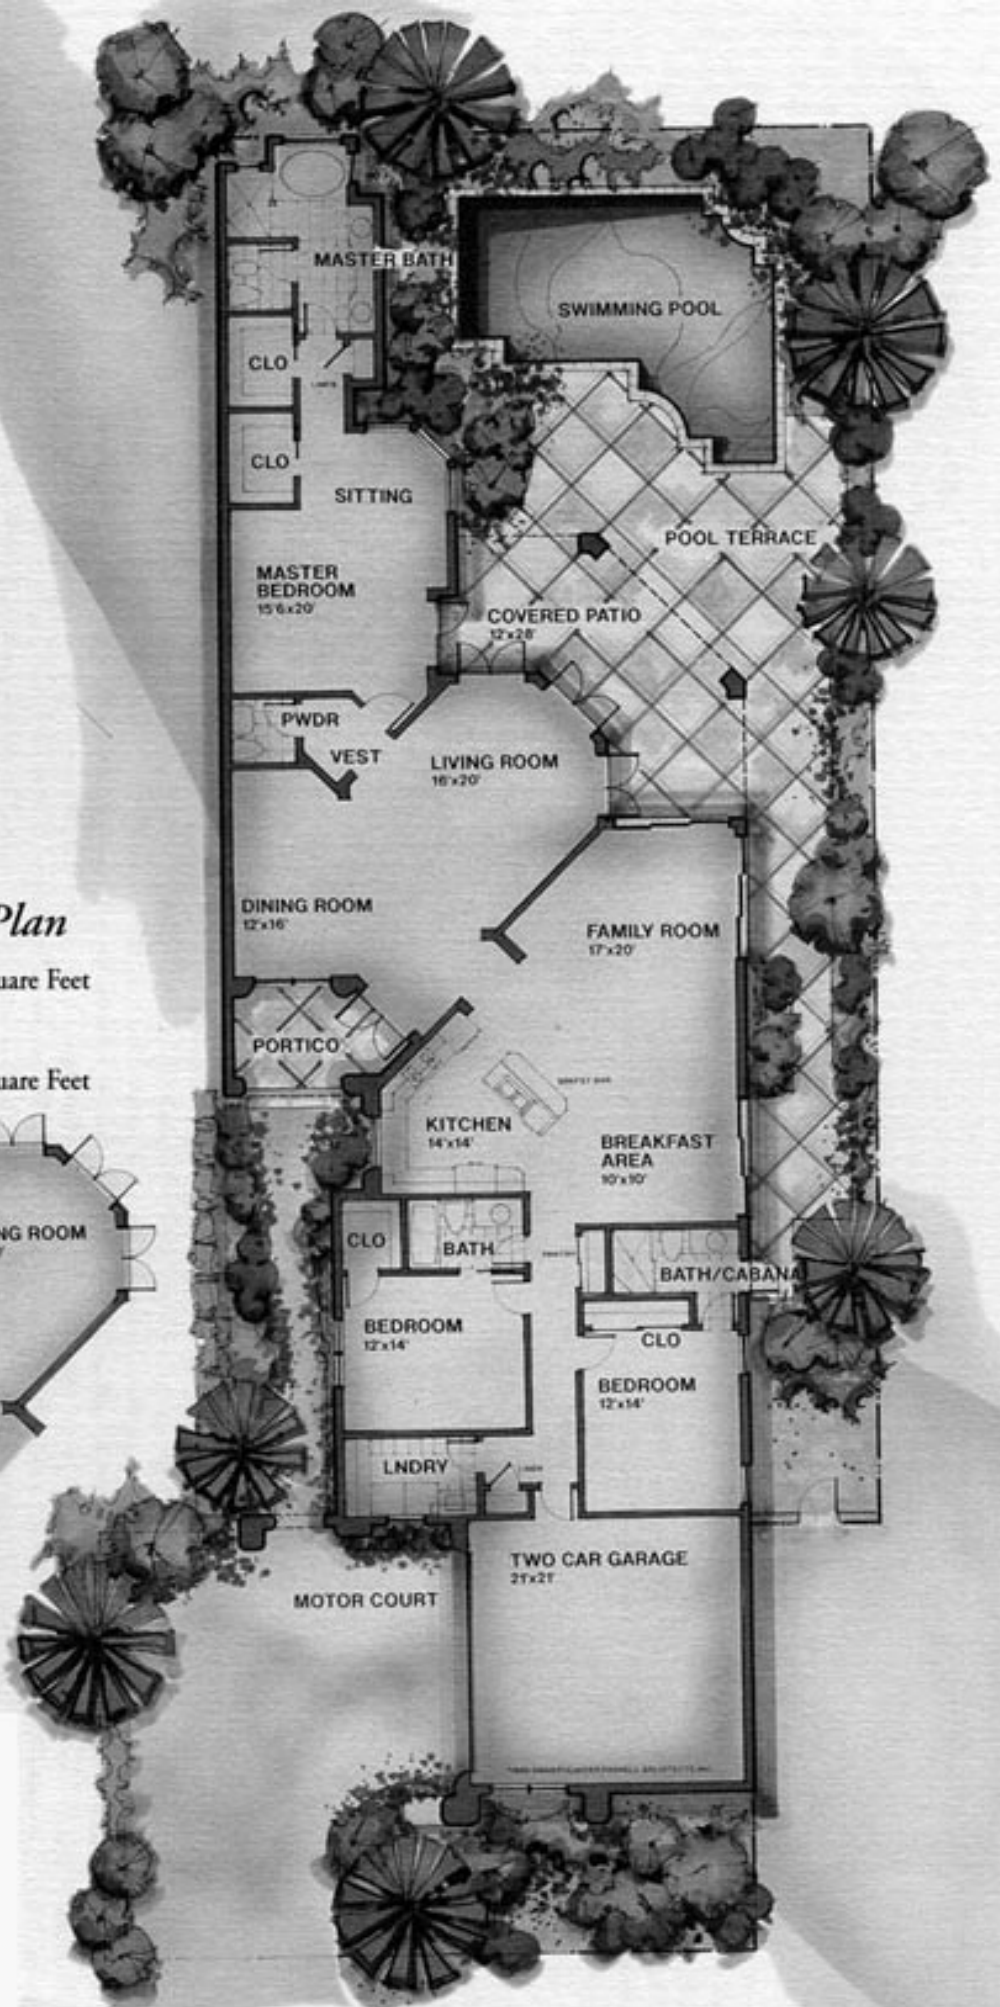 MASTER BATH
SWIMMING POOL
CLO
LINEN
CLO
SITTING
POOL TERRACE
MASTER
BEDROOM
15'6x20'
COVERED PATIO
12'x28'
PWDR
VEST
LIVING ROOM
16'x20'
DINING ROOM
12'x16'
FAMILY ROOM
17'x20'
Plan
uare Feet
PORTICO
uare Feet
KITCHEN
14'x14'
BREAKFAST
AREA
10'x10'
NG ROOM
CLO
BATH
PANTRY
BATH/CABANA
BEDROOM
12'x14'
CLO
BEDROOM
12'x14'
LNDRY
LINEN
TWO CAR GARAGE
21'x21'
MOTOR COURT